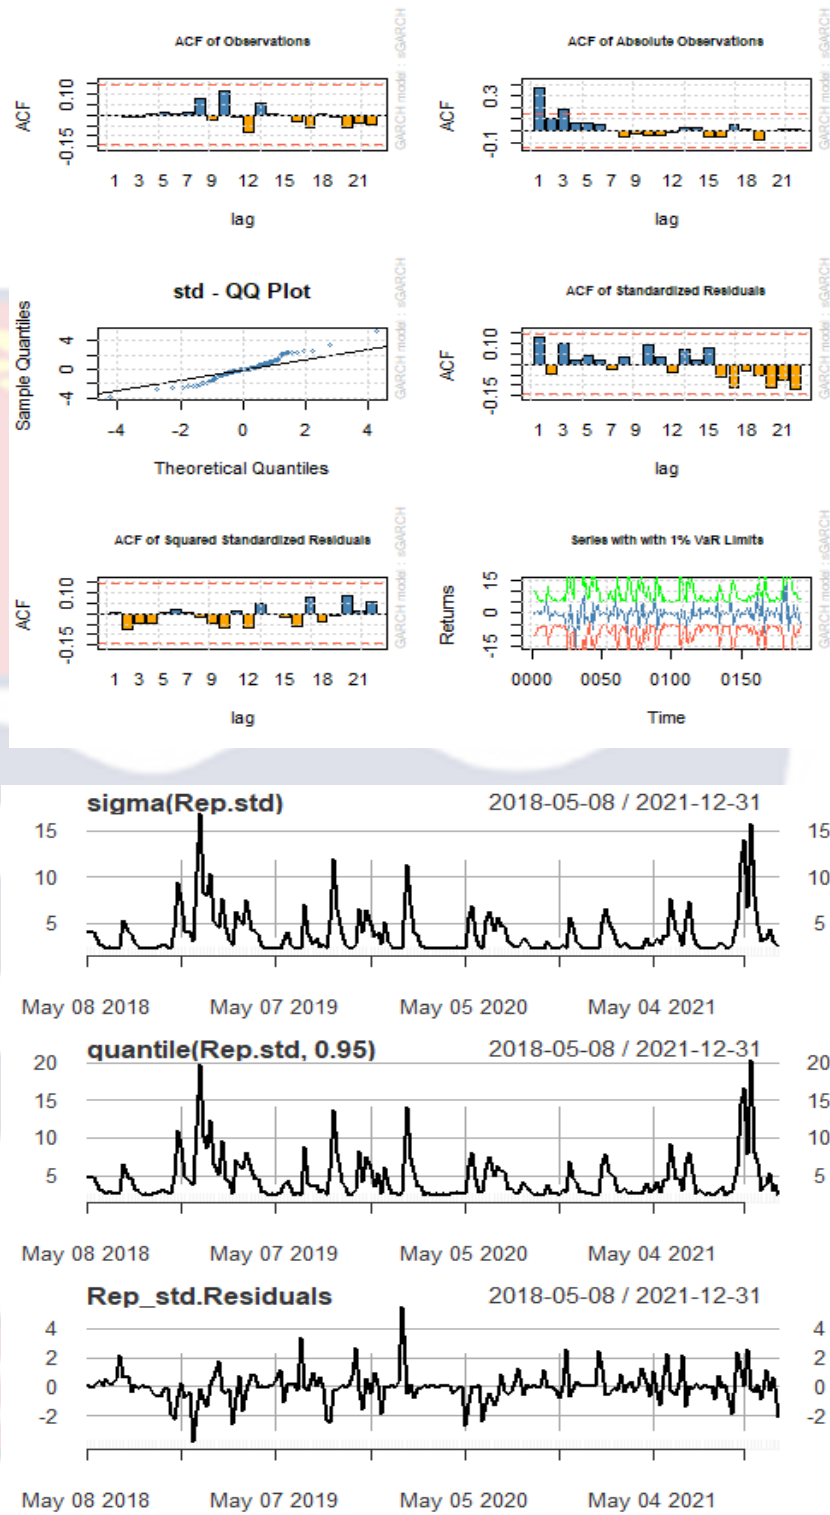 ACF of Observations
ACF
0.10
-0.15
1 3 5 7 9 12 15 18 21
lag
GARCH model : sGARCH
ACF of Absolute Observations
ACF
0.3
-0.1
1 3 5 7 9 12 15 18 21
lag
GARCH model : sGARCH
std - QQ Plot
Sample Quantiles
4
0
-4
-4 -2 0 2 4
Theoretical Quantiles
GARCH model : sGARCH
ACF of Standardized Residuals
ACF
0.10
-0.15
1 3 5 7 9 12 15 18 21
lag
GARCH model : sGARCH
ACF of Squared Standardized Residuals
ACF
0.10
-0.15
1 3 5 7 9 12 15 18 21
lag
GARCH model : sGARCH
Series with with 1% VaR Limits
Returns
15
0
-15
0000 0050 0100 0150
Time
GARCH model : sGARCH
sigma(Rep.std) 2018-05-08 / 2021-12-31
15 15
10 10
5 5
May 08 2018 May 07 2019 May 05 2020 May 04 2021
quantile(Rep.std, 0.95) 2018-05-08 / 2021-12-31
20 20
15 15
10 10
5 5
May 08 2018 May 07 2019 May 05 2020 May 04 2021
Rep_std.Residuals 2018-05-08 / 2021-12-31
4 4
2 2
0 0
-2 -2
May 08 2018 May 07 2019 May 05 2020 May 04 2021